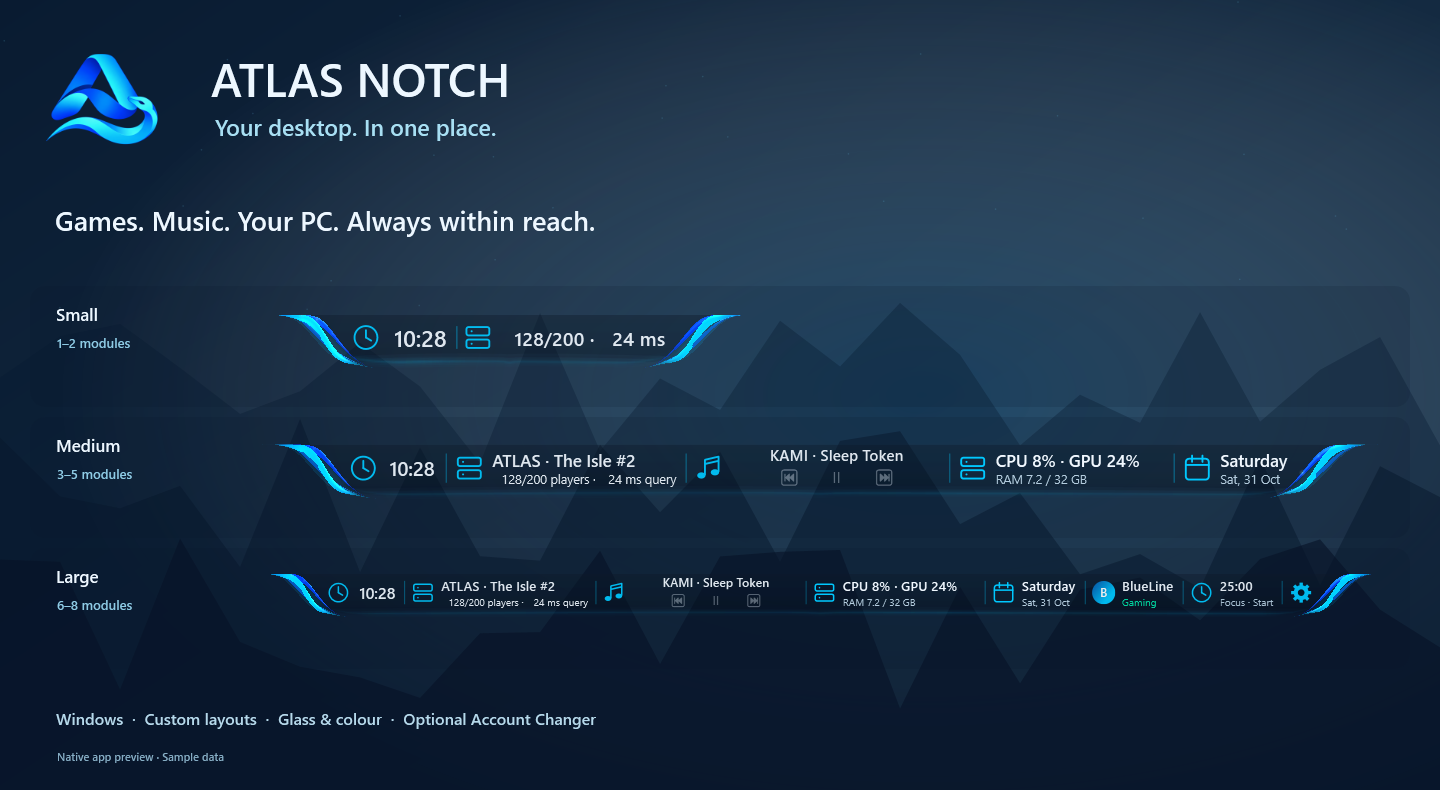 ATLAS NOTCH
Your desktop. In one place.
Games. Music. Your PC. Always within reach.
Small
1–2 modules
10:28
128/200 · 24 ms
Medium
3–5 modules
10:28
ATLAS · The Isle #2
128/200 players · 24 ms query
KAMI · Sleep Token
CPU 8% · GPU 24%
RAM 7.2 / 32 GB
Saturday
Sat, 31 Oct
Large
6–8 modules
10:28
ATLAS · The Isle #2
128/200 players · 24 ms query
KAMI · Sleep Token
CPU 8% · GPU 24%
RAM 7.2 / 32 GB
Saturday
Sat, 31 Oct
B
BlueLine
Gaming
25:00
Focus · Start
Windows · Custom layouts · Glass & colour · Optional Account Changer
Native app preview · Sample data